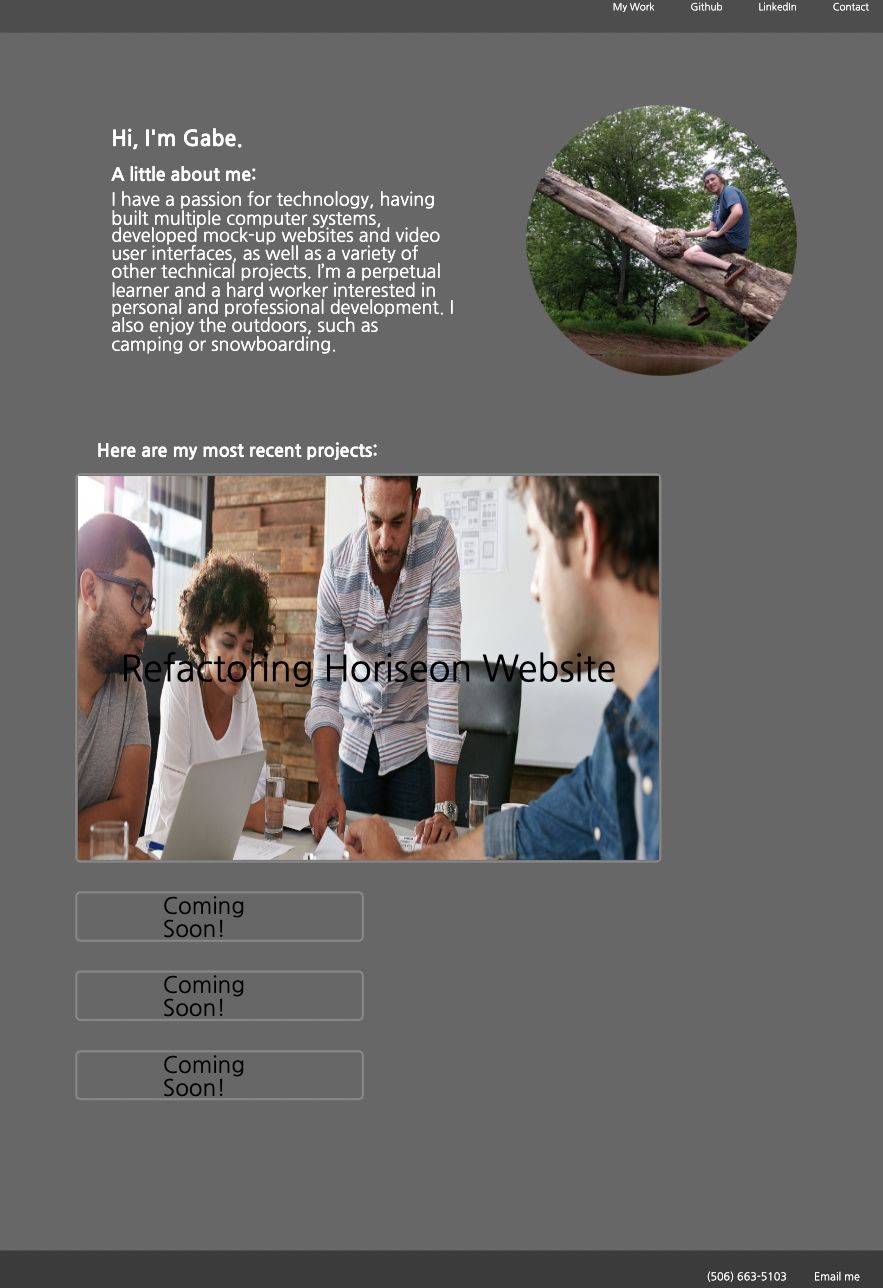 My Work Github LinkedIn Contact
Hi, I'm Gabe.
A little about me:
I have a passion for technology, having
built multiple computer systems,
developed mock-up websites and video
user interfaces, as well as a variety of
other technical projects. I'm a perpetual
learner and a hard worker interested in
personal and professional development. I
also enjoy the outdoors, such as
camping or snowboarding.
Here are my most recent projects:
Refactoring Horiseon Website
Coming
Soon!
Coming
Soon!
Coming
Soon!
(506) 663-5103 Email me